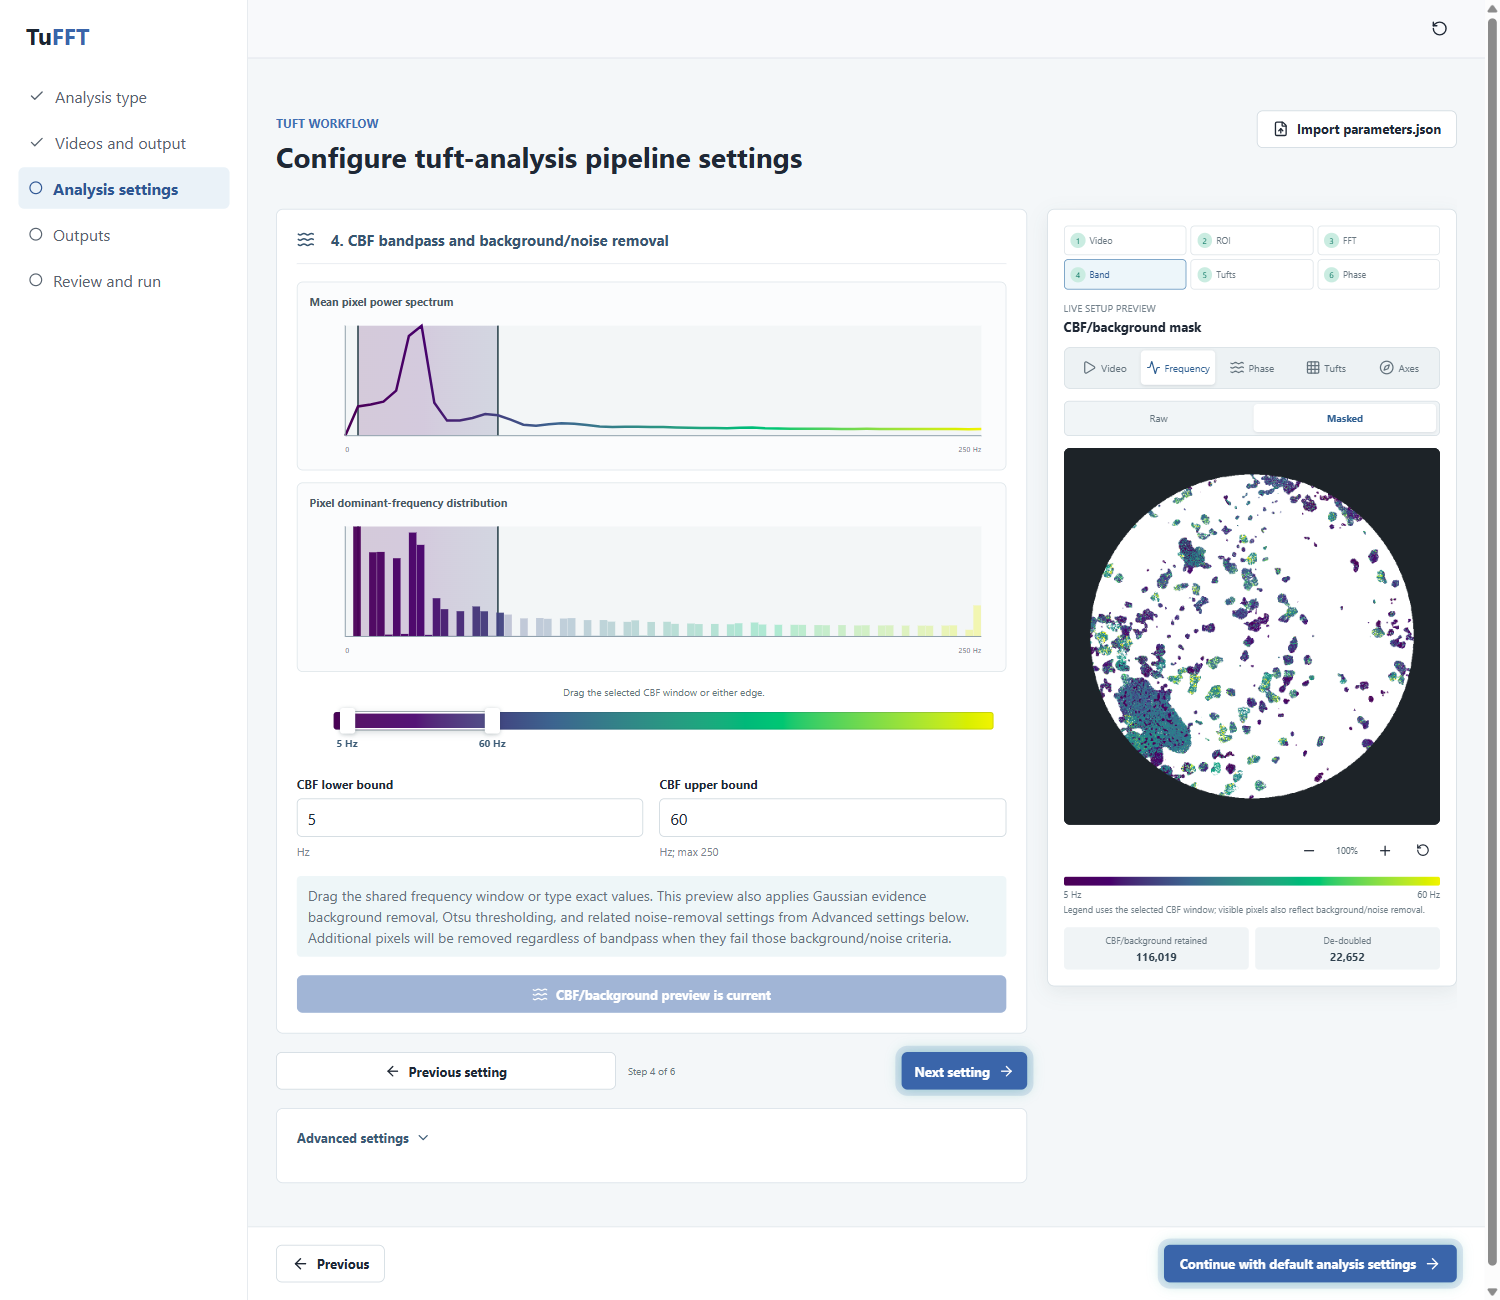 TuFFT
Analysis type
Videos and output
Analysis settings
Outputs
Review and run
TUFT WORKFLOW
Configure tuft-analysis pipeline settings
Import parameters.json
4. CBF bandpass and background/noise removal
Mean pixel power spectrum
0
250 Hz
Pixel dominant-frequency distribution
0
250 Hz
Drag the selected CBF window or either edge.
5 Hz
60 Hz
CBF lower bound
CBF upper bound
5
60
Hz
Hz; max 250
Drag the shared frequency window or type exact values. This preview also applies Gaussian evidence
background removal, Otsu thresholding, and related noise-removal settings from Advanced settings below.
Additional pixels will be removed regardless of bandpass when they fail those background/noise criteria.
CBF/background preview is current
Previous setting
Step 4 of 6
Next setting
Advanced settings
1 Video
2 ROI
3 FFT
4 Band
5 Tufts
6 Phase
LIVE SETUP PREVIEW
CBF/background mask
Video
Frequency
Phase
Tufts
Axes
Raw
Masked
100%
5 Hz
60 Hz
Legend uses the selected CBF window; visible pixels also reflect background/noise removal.
CBF/background retained
116,019
De-doubled
22,652
Previous
Continue with default analysis settings